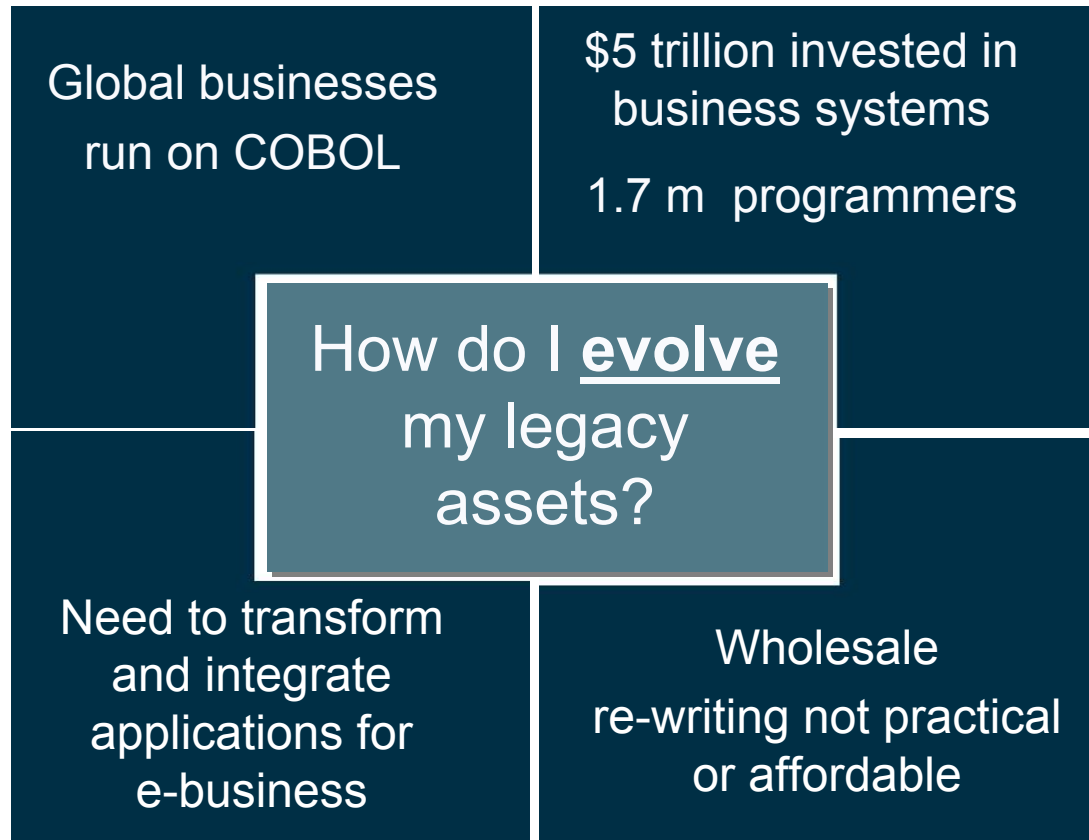 Global businesses
run on COBOL
$5 trillion invested in
business systems
1.7 m programmers
How do I evolve
my legacy
assets?
Need to transform
and integrate
applications for
e-business
Wholesale
re-writing not practical
or affordable